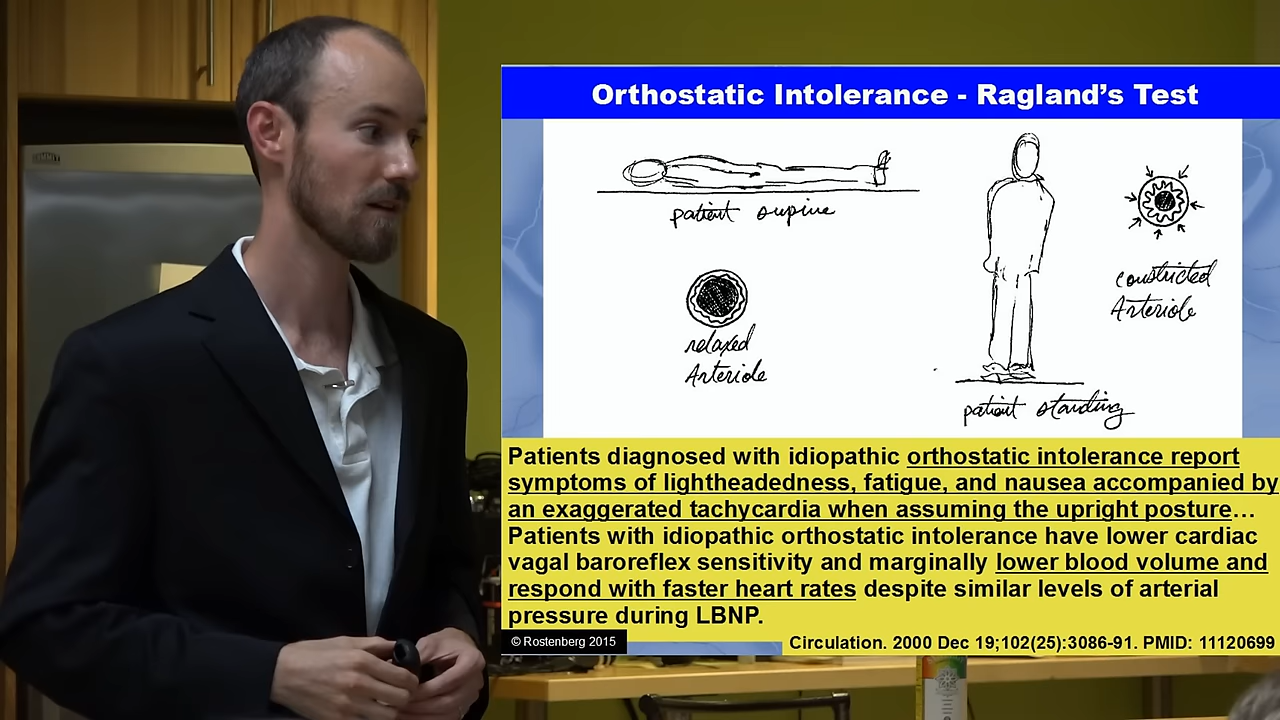 SUMMIT
Orthostatic Intolerance - Ragland's Test
patient supine
relaxed
Arteriole
constricted
Arteriole
patient standing
Patients diagnosed with idiopathic orthostatic intolerance report
symptoms of lightheadedness, fatigue, and nausea accompanied by
an exaggerated tachycardia when assuming the upright posture…
Patients with idiopathic orthostatic intolerance have lower cardiac
vagal baroreflex sensitivity and marginally lower blood volume and
respond with faster heart rates despite similar levels of arterial
pressure during LBNP.
© Rostenberg 2015
Circulation. 2000 Dec 19;102(25):3086-91. PMID: 11120699